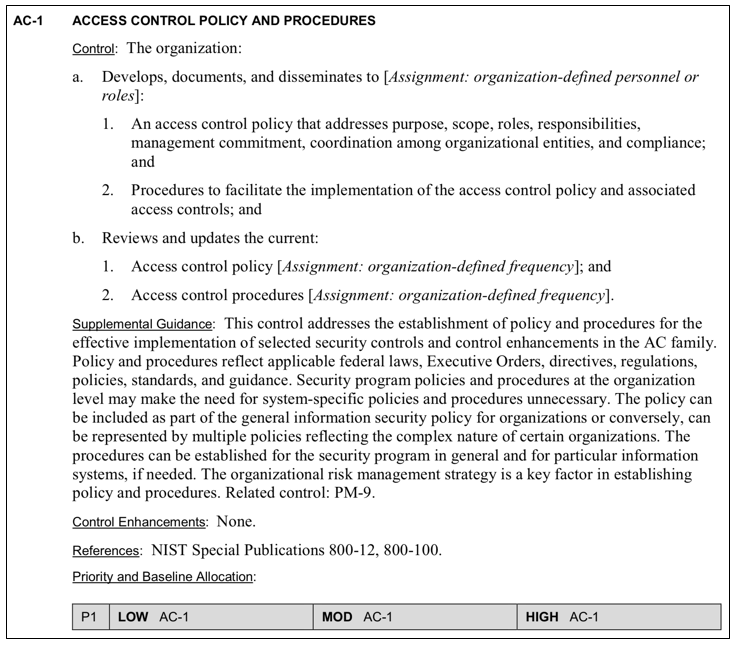 AC-1 ACCESS CONTROL POLICY AND PROCEDURES
Control: The organization:
a. Develops, documents, and disseminates to [Assignment: organization-defined personnel or
roles]:
1. An access control policy that addresses purpose, scope, roles, responsibilities,
management commitment, coordination among organizational entities, and compliance;
and
2. Procedures to facilitate the implementation of the access control policy and associated
access controls; and
b. Reviews and updates the current:
1. Access control policy [Assignment: organization-defined frequency]; and
2. Access control procedures [Assignment: organization-defined frequency].
Supplemental Guidance: This control addresses the establishment of policy and procedures for the
effective implementation of selected security controls and control enhancements in the AC family.
Policy and procedures reflect applicable federal laws, Executive Orders, directives, regulations,
policies, standards, and guidance. Security program policies and procedures at the organization
level may make the need for system-specific policies and procedures unnecessary. The policy can
be included as part of the general information security policy for organizations or conversely, can
be represented by multiple policies reflecting the complex nature of certain organizations. The
procedures can be established for the security program in general and for particular information
systems, if needed. The organizational risk management strategy is a key factor in establishing
policy and procedures. Related control: PM-9.
Control Enhancements: None.
References: NIST Special Publications 800-12, 800-100.
Priority and Baseline Allocation:
P1 LOW AC-1 MOD AC-1 HIGH AC-1